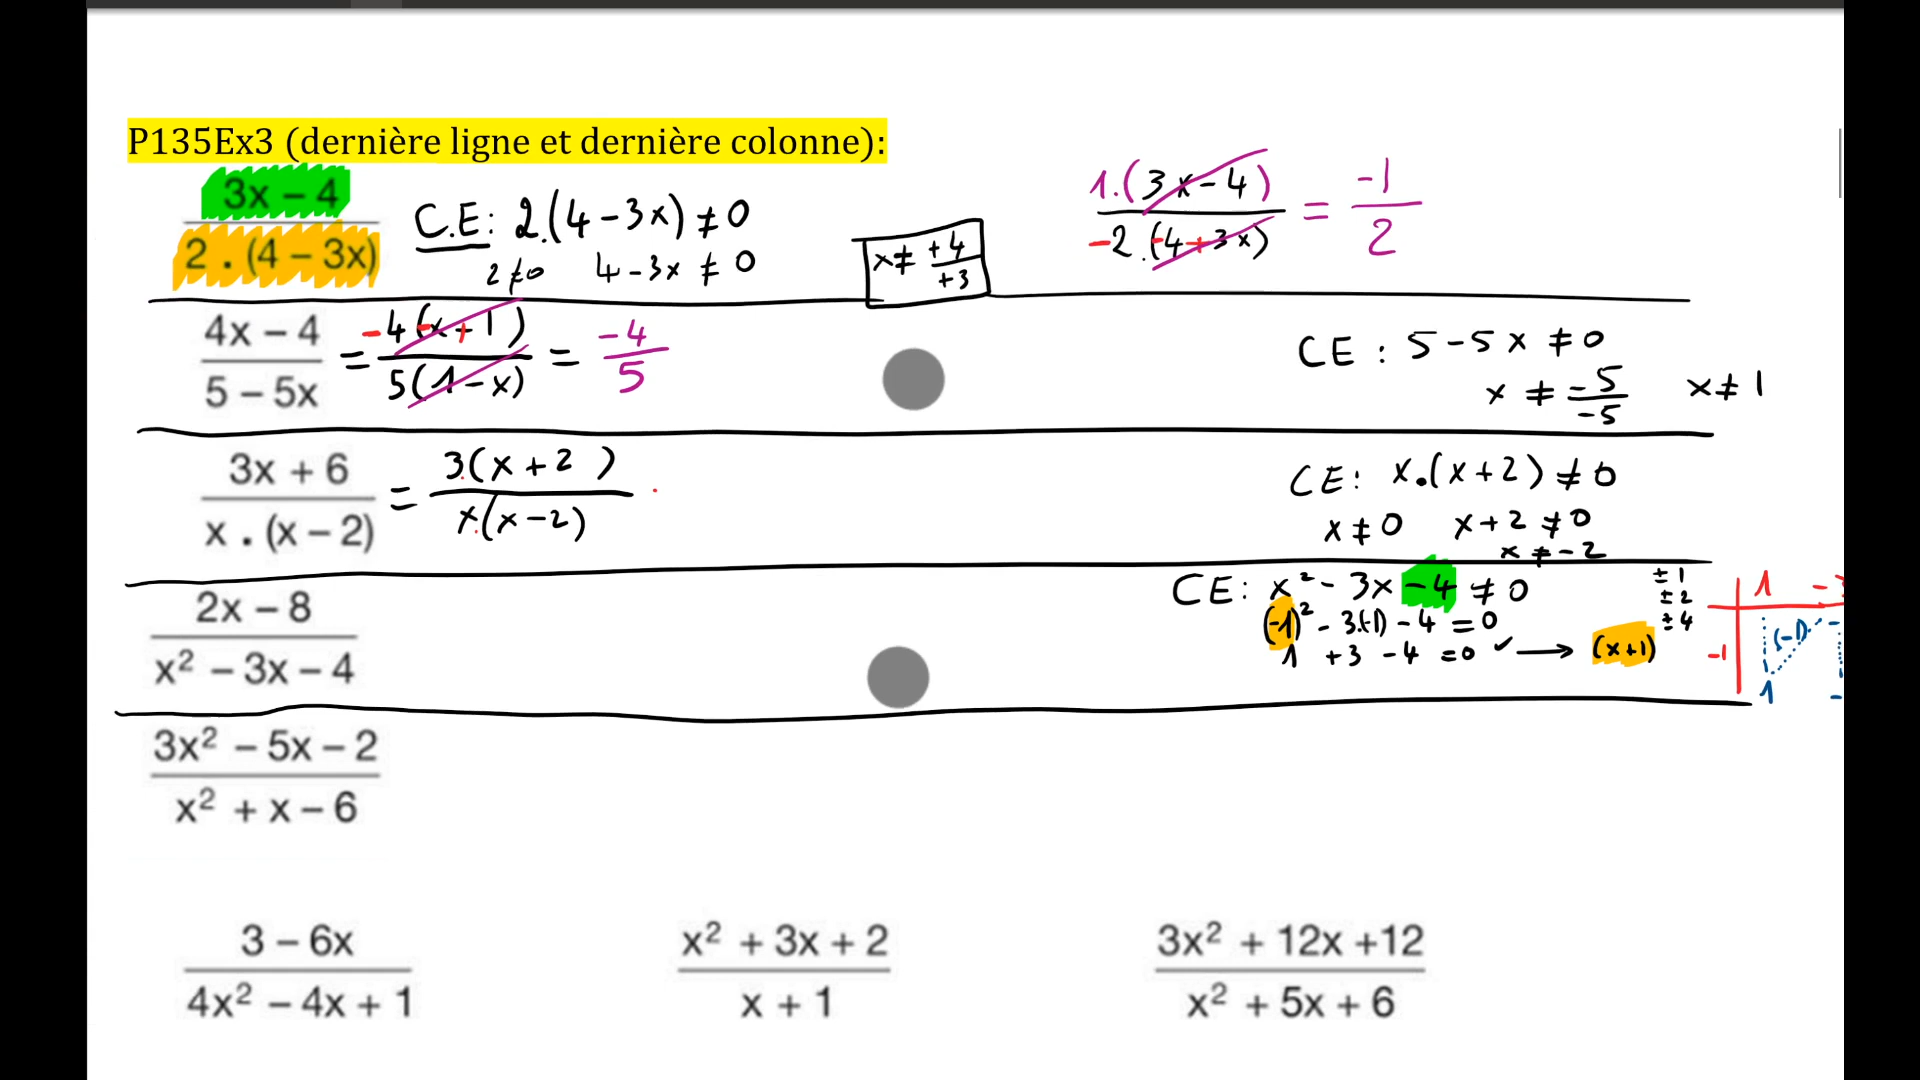 P135Ex3 (dernière ligne et dernière colonne):
3x – 4
2 . (4 – 3x)
C.E: 2.(4 – 3x) ≠ 0
2 ≠ 0 4 – 3x ≠ 0
x ≠ +4/+3
1.(3x – 4)
-2.(-4 + 3x)
= -1/2
4x – 4
5 – 5x
= -4(-x + 1)
5(1 – x)
= -4/5
CE : 5 – 5x ≠ 0
x ≠ -5/-5 x ≠ 1
3x + 6
x . (x – 2)
= 3(x + 2 )
x.(x – 2)
CE: x.(x + 2) ≠ 0
x ≠ 0 x + 2 ≠ 0
x ≠ – 2
2x – 8
x² – 3x – 4
CE: x² – 3x – 4 ≠ 0
(-1)² – 3.(-1) – 4 = 0
1 + 3 – 4 = 0 ✓ → (x+1)
± 1
± 2
± 4
1
(-1)
-1
1
3x² – 5x – 2
x² + x – 6
3 – 6x
4x² – 4x + 1
x² + 3x + 2
x + 1
3x² + 12x +12
x² + 5x + 6